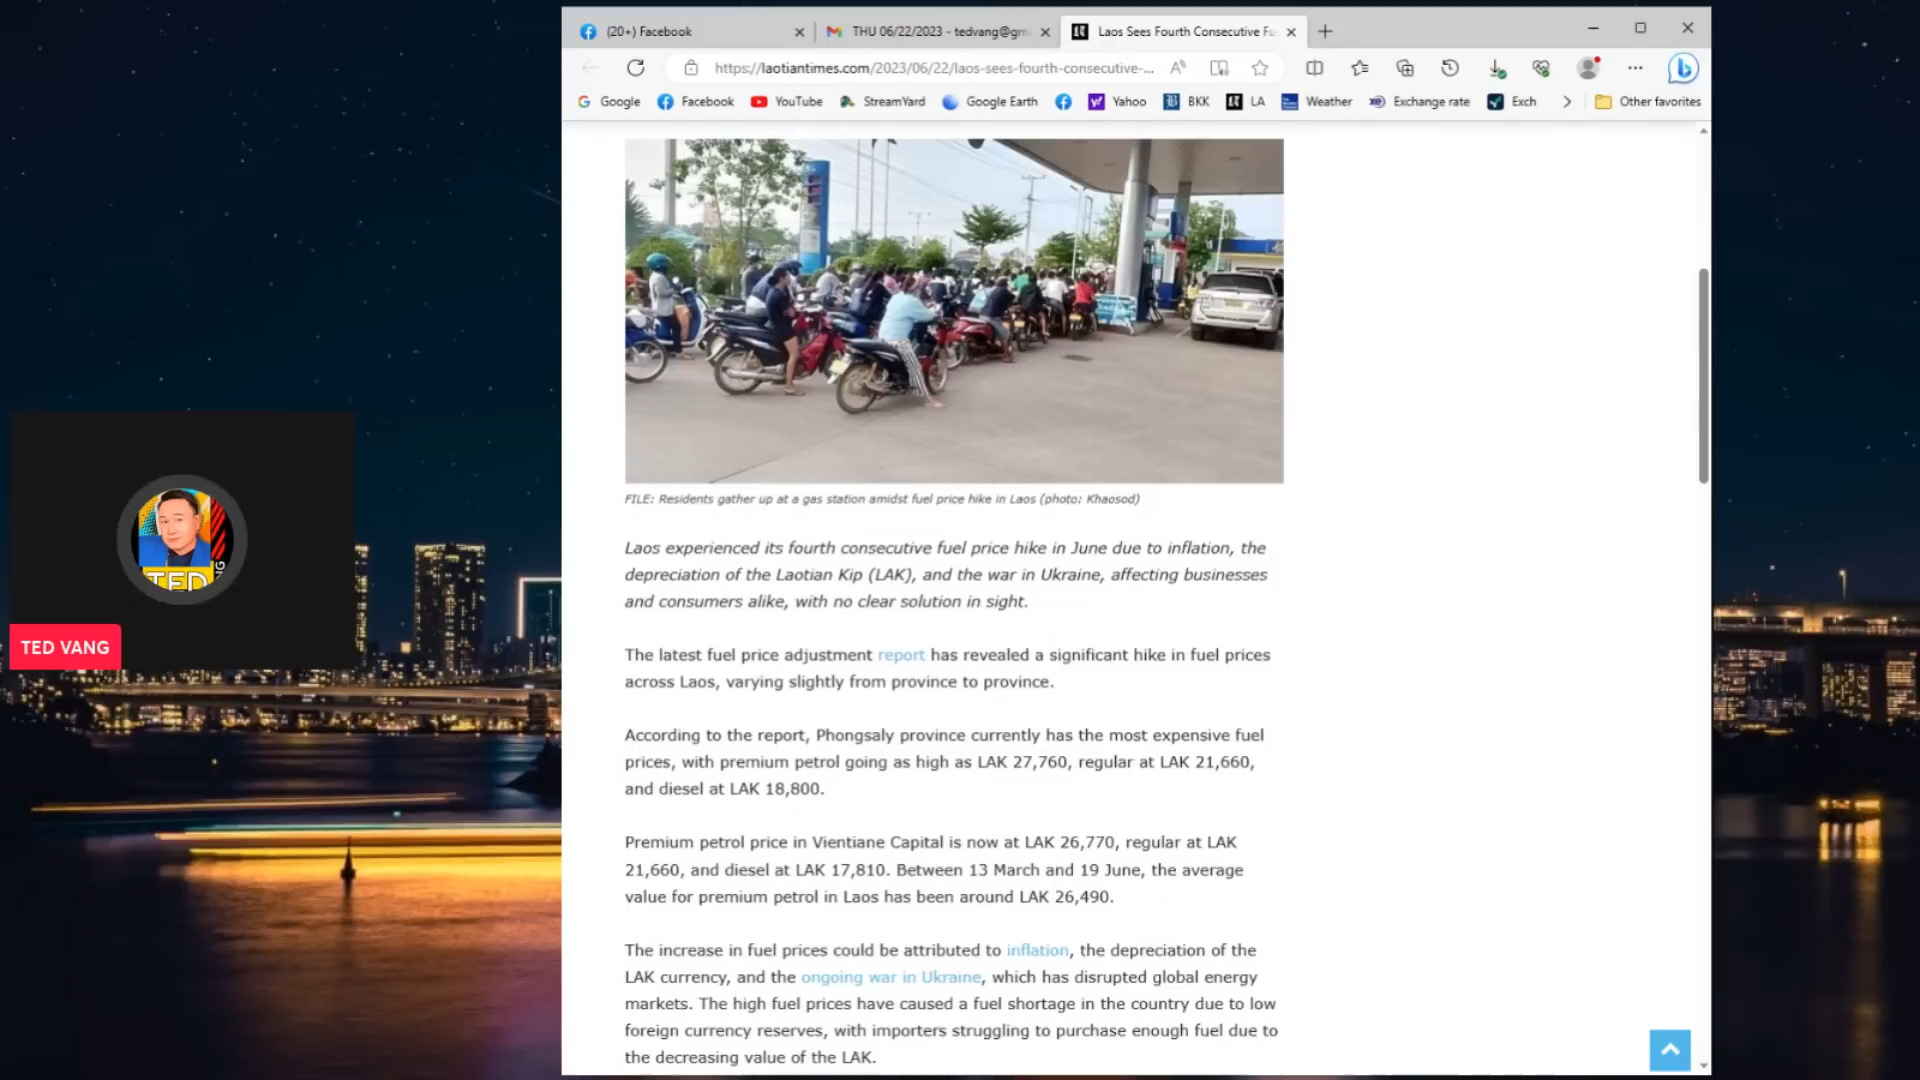 (20+) Facebook
THU 06/22/2023 - tedvang@gm
Laos Sees Fourth Consecutive Fu
https://laotiantimes.com/2023/06/22/laos-sees-fourth-consecutive-...
Google
Facebook
YouTube
StreamYard
Google Earth
Yahoo
BKK
LA
Weather
Exchange rate
Exch
Other favorites
FILE: Residents gather up at a gas station amidst fuel price hike in Laos (photo: Khaosod)
Laos experienced its fourth consecutive fuel price hike in June due to inflation, the
depreciation of the Laotian Kip (LAK), and the war in Ukraine, affecting businesses
and consumers alike, with no clear solution in sight.
The latest fuel price adjustment report has revealed a significant hike in fuel prices
across Laos, varying slightly from province to province.
According to the report, Phongsaly province currently has the most expensive fuel
prices, with premium petrol going as high as LAK 27,760, regular at LAK 21,660,
and diesel at LAK 18,800.
Premium petrol price in Vientiane Capital is now at LAK 26,770, regular at LAK
21,660, and diesel at LAK 17,810. Between 13 March and 19 June, the average
value for premium petrol in Laos has been around LAK 26,490.
The increase in fuel prices could be attributed to inflation, the depreciation of the
LAK currency, and the ongoing war in Ukraine, which has disrupted global energy
markets. The high fuel prices have caused a fuel shortage in the country due to low
foreign currency reserves, with importers struggling to purchase enough fuel due to
the decreasing value of the LAK.
TED
TED VANG